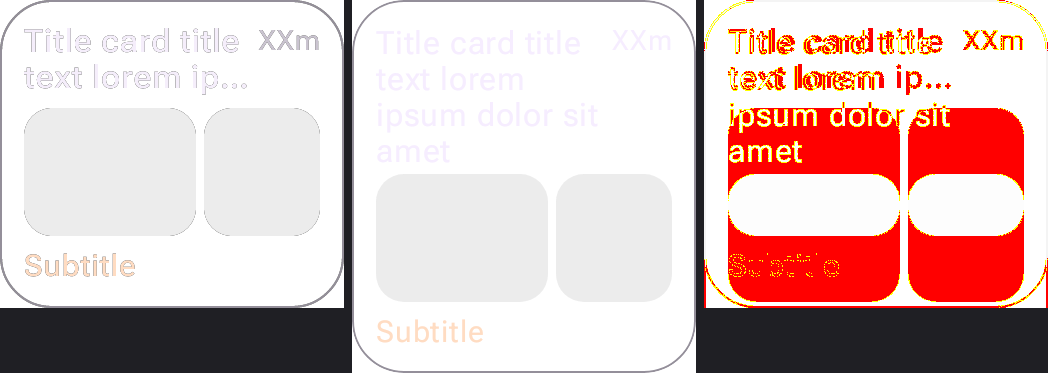 Title card title XXm
text lorem ip...
Subtitle
Title card title XXm
text lorem
ipsum dolor sit
amet
Subtitle
Title card title XXm
text lorem ip...
ipsum dolor sit
amet
Subtitle